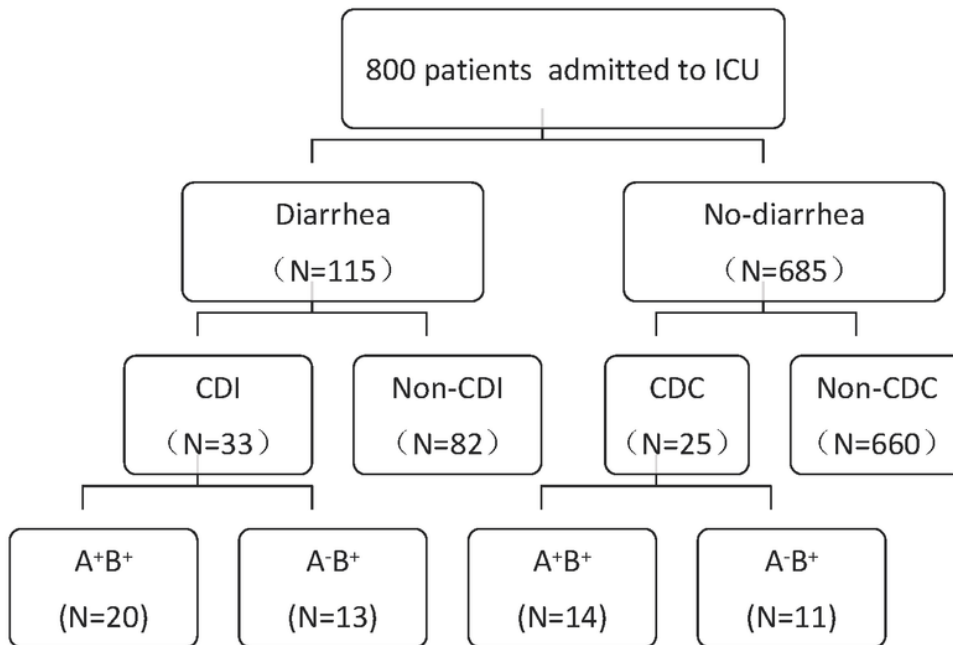 800 patients admitted to ICU
Diarrhea
（N=115）
No-diarrhea
（N=685）
CDI
（N=33）
Non-CDI
（N=82）
CDC
（N=25）
Non-CDC
（N=660）
A⁺B⁺
(N=20)
A⁻B⁺
(N=13)
A⁺B⁺
(N=14)
A⁻B⁺
(N=11)